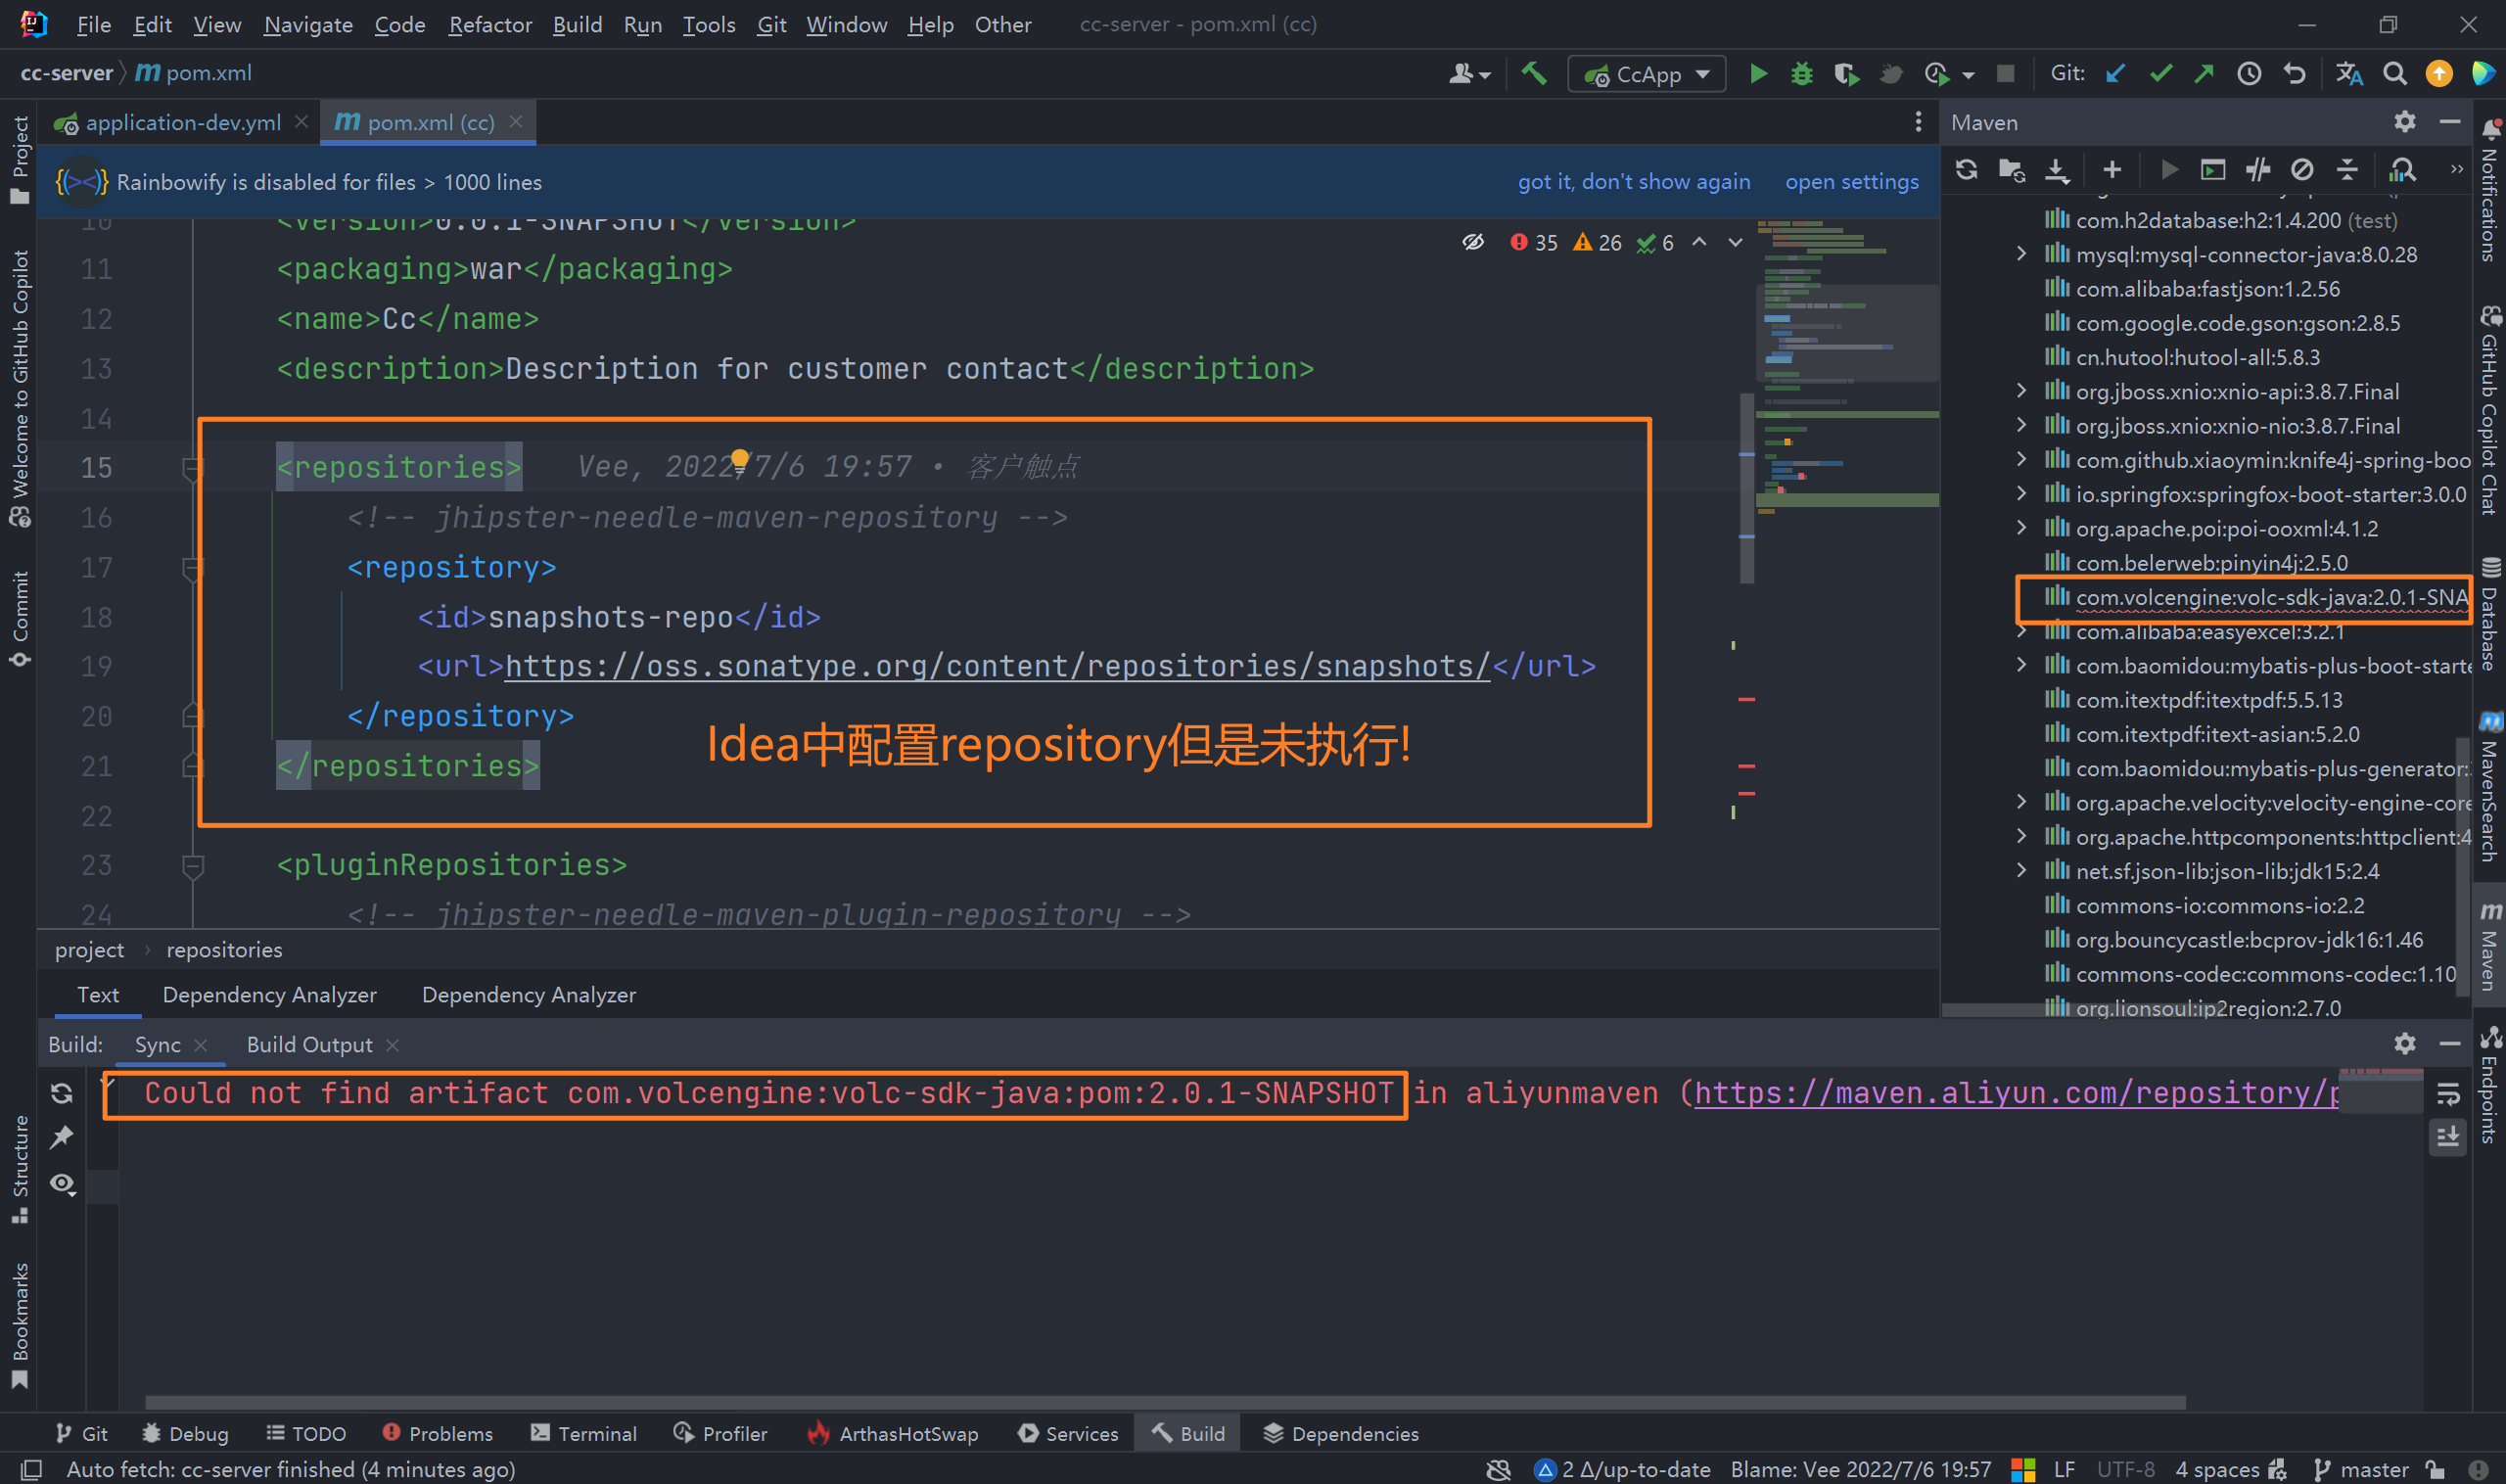 File Edit View Navigate Code Refactor Build Run Tools Git Window Help Other cc-server - pom.xml (cc)
cc-server m pom.xml CcApp Git:
application-dev.yml m pom.xml (cc) Maven
Rainbowify is disabled for files > 1000 lines got it, don't show again open settings
10 <version>0.0.1-SNAPSHOT</version>
35 26 6
11 <packaging>war</packaging>
12 <name>Cc</name>
13 <description>Description for customer contact</description>
14
15 <repositories> Vee, 2022/7/6 19:57 • 客户触点
16 <!-- jhipster-needle-maven-repository -->
17 <repository>
18 <id>snapshots-repo</id>
19 <url>https://oss.sonatype.org/content/repositories/snapshots/</url>
20 </repository>
Idea中配置repository但是未执行!
21 </repositories>
22
23 <pluginRepositories>
24 <!-- jhipster-needle-maven-plugin-repository -->
project › repositories
Text Dependency Analyzer Dependency Analyzer
com.h2database:h2:1.4.200 (test)
mysql:mysql-connector-java:8.0.28
com.alibaba:fastjson:1.2.56
com.google.code.gson:gson:2.8.5
cn.hutool:hutool-all:5.8.3
org.jboss.xnio:xnio-api:3.8.7.Final
org.jboss.xnio:xnio-nio:3.8.7.Final
com.github.xiaoymin:knife4j-spring-boo
io.springfox:springfox-boot-starter:3.0.0
org.apache.poi:poi-ooxml:4.1.2
com.belerweb:pinyin4j:2.5.0
com.volcengine:volc-sdk-java:2.0.1-SNA
com.alibaba:easyexcel:3.2.1
com.baomidou:mybatis-plus-boot-starte
com.itextpdf:itextpdf:5.5.13
com.itextpdf:itext-asian:5.2.0
com.baomidou:mybatis-plus-generator:
org.apache.velocity:velocity-engine-core
org.apache.httpcomponents:httpclient:4
net.sf.json-lib:json-lib:jdk15:2.4
commons-io:commons-io:2.2
org.bouncycastle:bcprov-jdk16:1.46
commons-codec:commons-codec:1.10
org.lionsoul:ip2region:2.7.0
Build: Sync Build Output
Could not find artifact com.volcengine:volc-sdk-java:pom:2.0.1-SNAPSHOT in aliyunmaven (https://maven.aliyun.com/repository/p
Project
Welcome to GitHub Copilot
Commit
Structure
Bookmarks
Notifications
GitHub Copilot Chat
Database
MavenSearch
m Maven
Endpoints
Git Debug TODO Problems Terminal Profiler ArthasHotSwap Services Build Dependencies
Auto fetch: cc-server finished (4 minutes ago) 2 Δ/up-to-date Blame: Vee 2022/7/6 19:57 LF UTF-8 4 spaces master